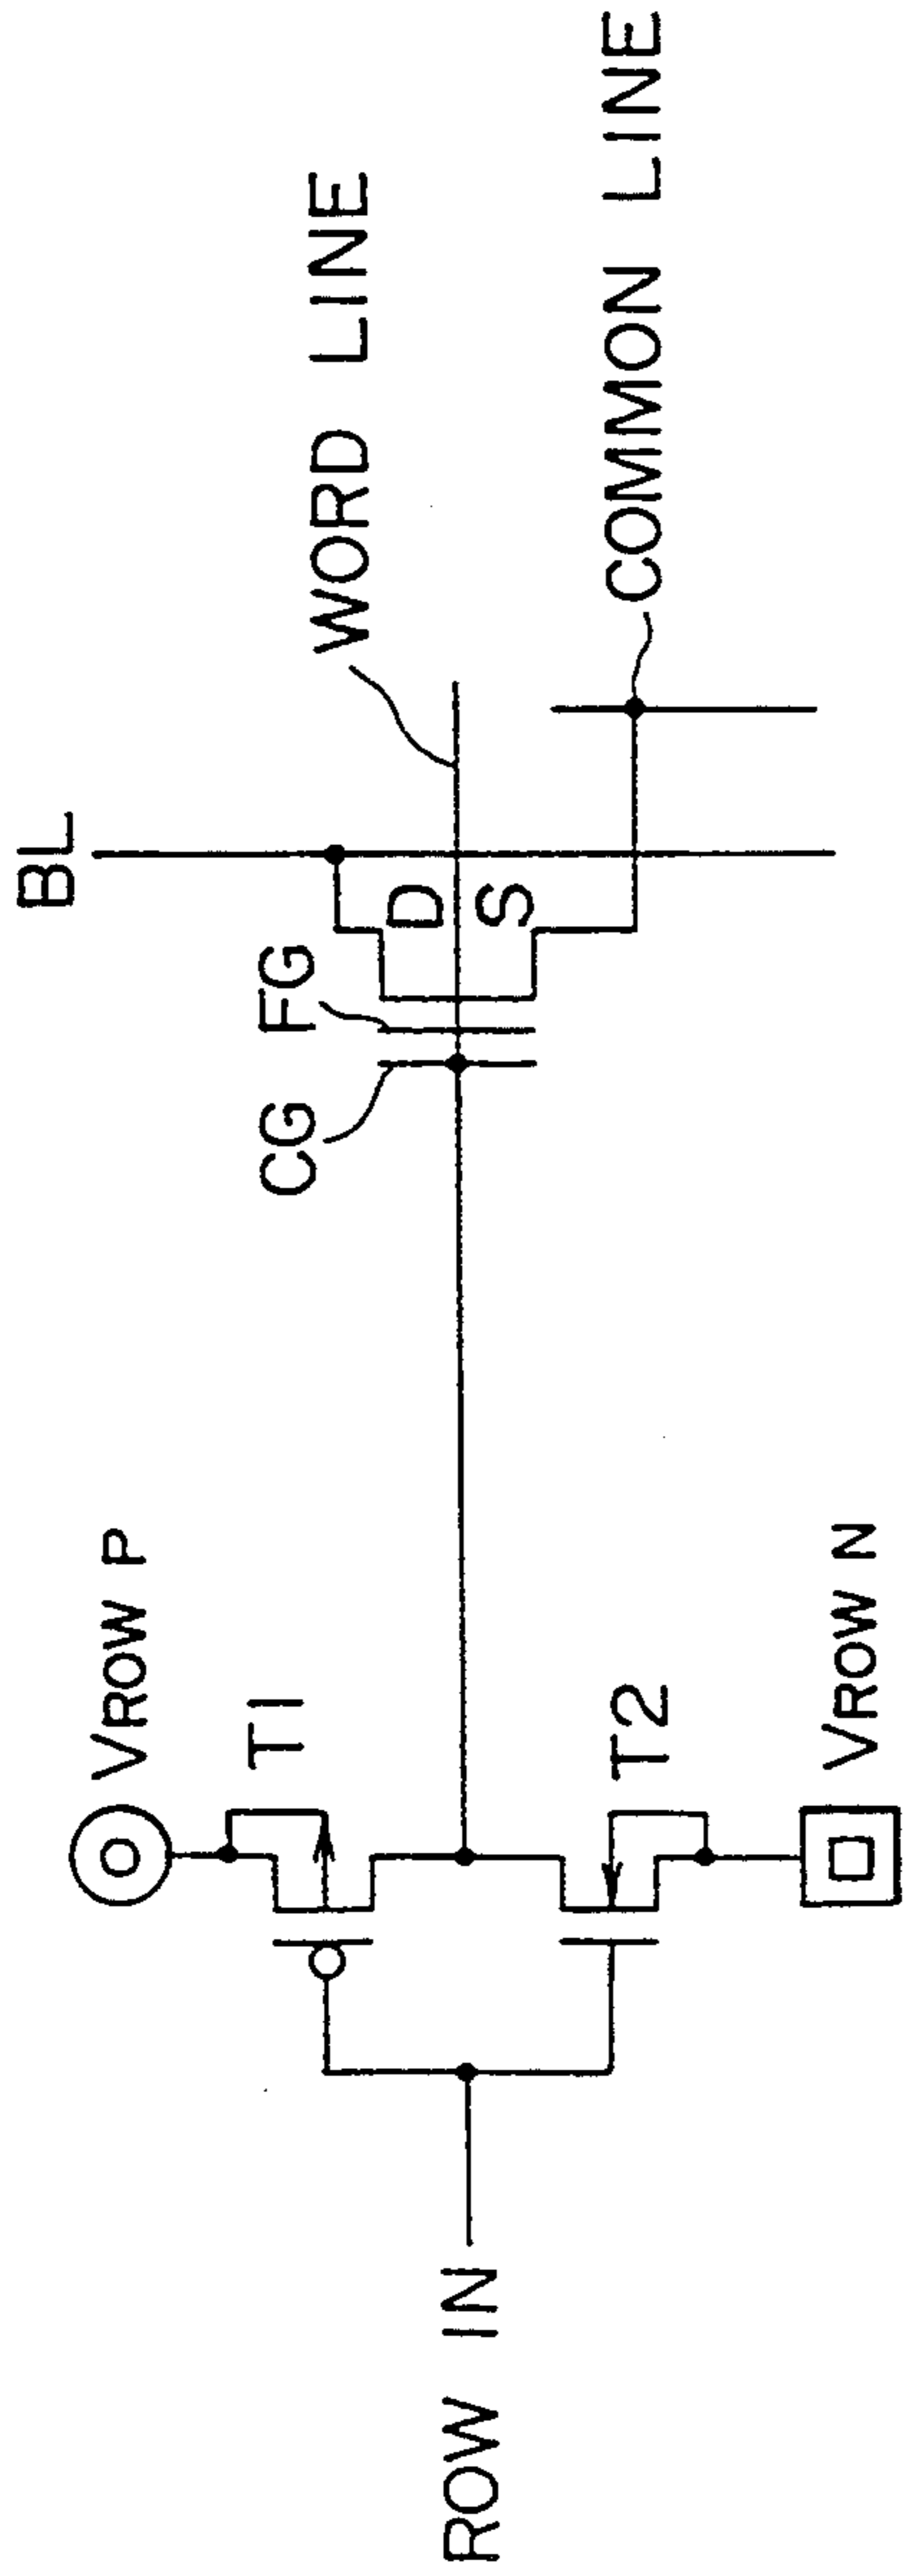 ROW IN
VROW P
T1
T2
VROW N
CG
FG
BL
D
S
WORD LINE
COMMON LINE